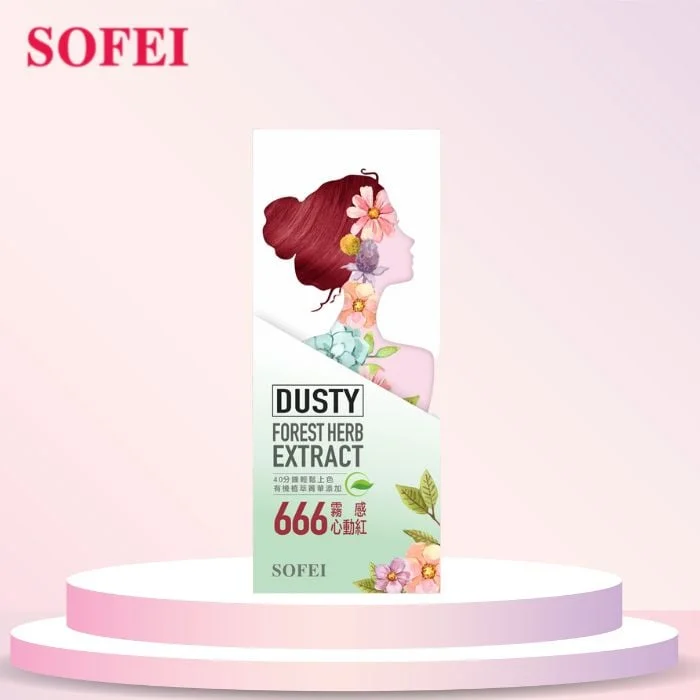 SOFEI
DUSTY
FOREST HERB
EXTRACT
40分鐘輕鬆上色
有機植萃菁華添加
666 霧感
心動紅
SOFEI